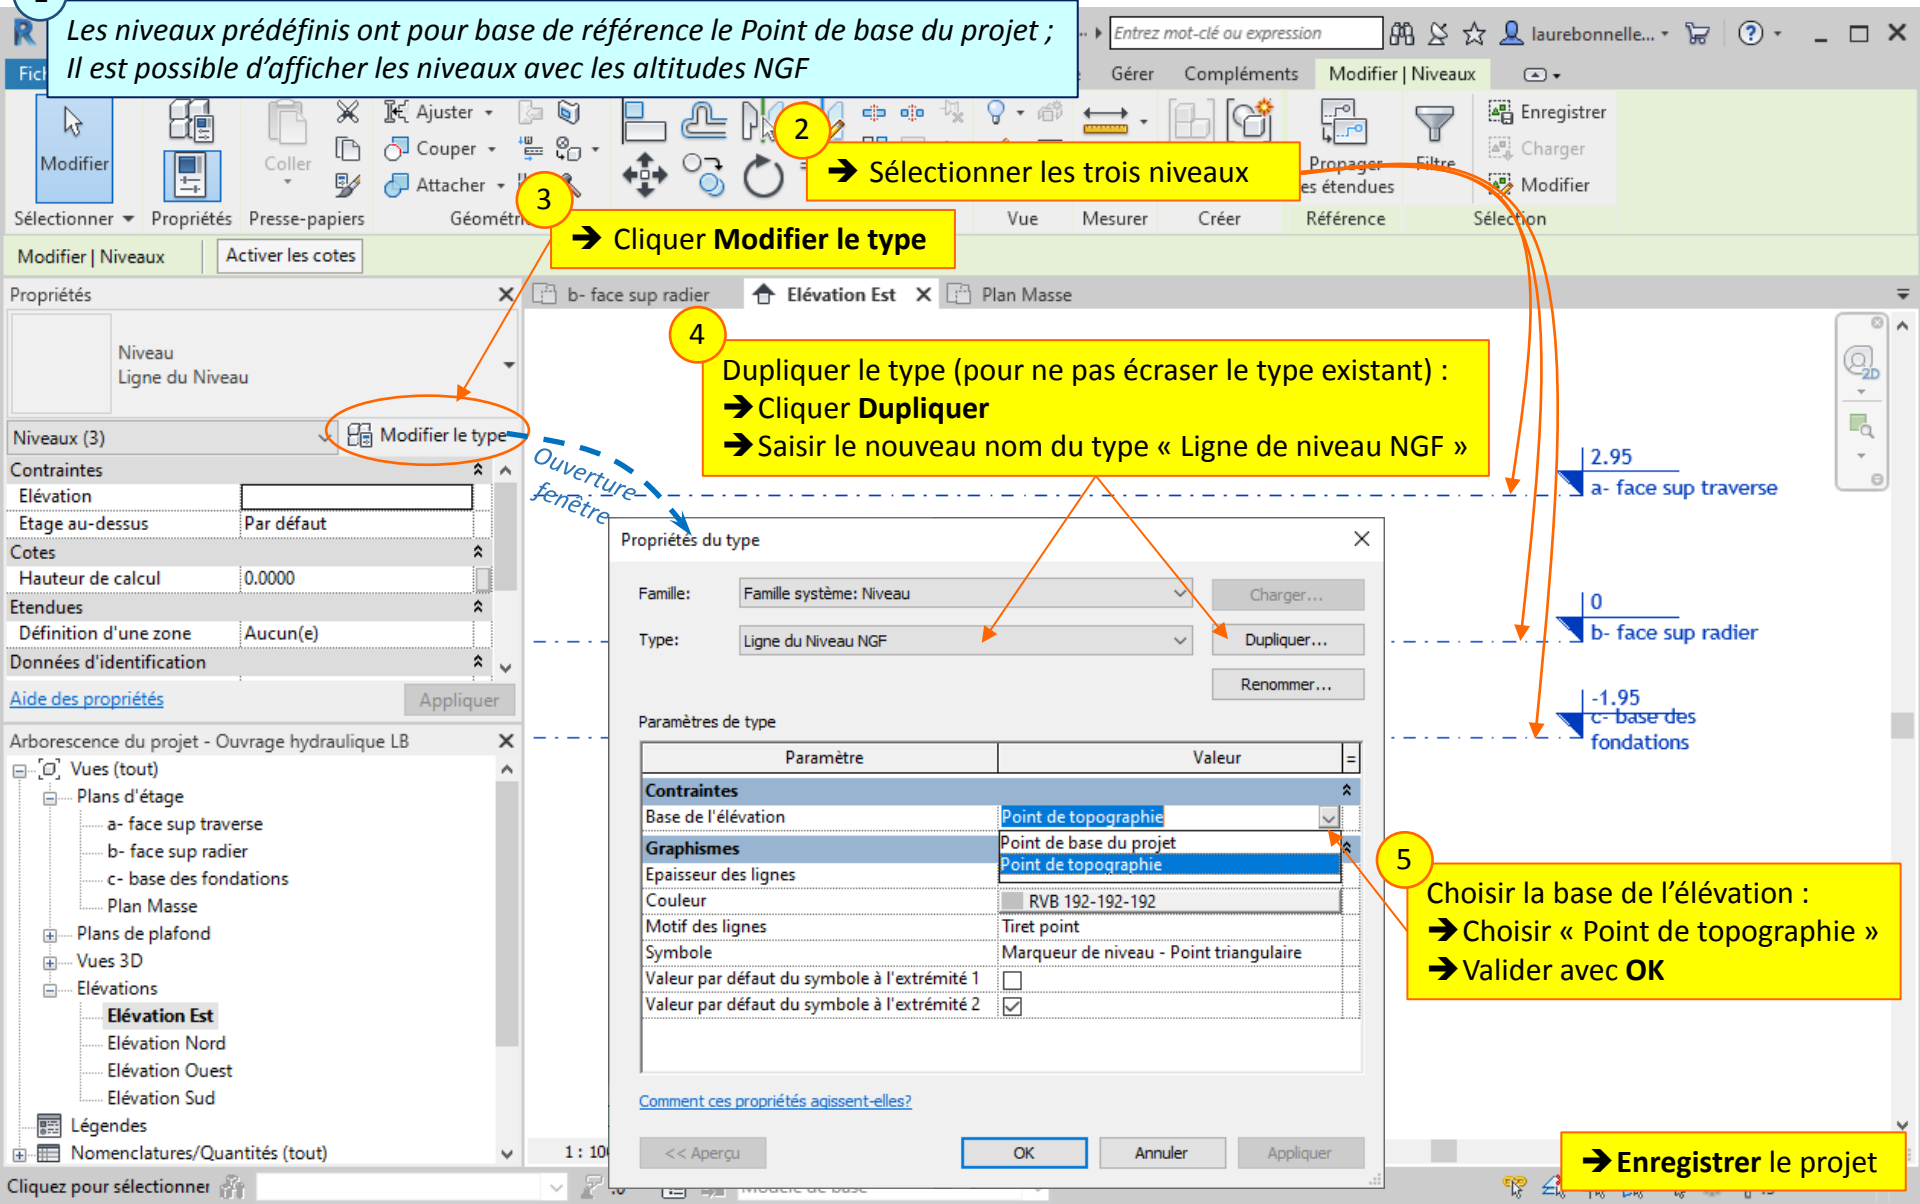 Les niveaux prédéfinis ont pour base de référence le Point de base du projet ;
Il est possible d’afficher les niveaux avec les altitudes NGF
Entrez mot-clé ou expression
laurebonnelle...
Gérer Compléments Modifier | Niveaux
Modifier
Coller
Ajuster
Couper
Attacher
2
➔ Sélectionner les trois niveaux
Propager
es étendues
Filtre
Enregistrer
Charger
Modifier
Sélectionner Propriétés Presse-papiers Géométri
Vue Mesurer Créer Référence Sélection
3
➔ Cliquer Modifier le type
Modifier | Niveaux Activer les cotes
Propriétés
b- face sup radier Elévation Est Plan Masse
Niveau
Ligne du Niveau
Niveaux (3) Modifier le type
Contraintes
Elévation
Etage au-dessus Par défaut
Cotes
Hauteur de calcul 0.0000
Etendues
Définition d'une zone Aucun(e)
Données d'identification
Aide des propriétés Appliquer
Ouverture
fenêtre
4
Dupliquer le type (pour ne pas écraser le type existant) :
➔ Cliquer Dupliquer
➔ Saisir le nouveau nom du type « Ligne de niveau NGF »
2D
2.95
a- face sup traverse
0
b- face sup radier
-1.95
c- base des
fondations
Arborescence du projet - Ouvrage hydraulique LB
Vues (tout)
Plans d'étage
a- face sup traverse
b- face sup radier
c- base des fondations
Plan Masse
Plans de plafond
Vues 3D
Elévations
Elévation Est
Elévation Nord
Elévation Ouest
Elévation Sud
Légendes
Nomenclatures/Quantités (tout)
Propriétés du type
Famille: Famille système: Niveau Charger...
Type: Ligne du Niveau NGF Dupliquer...
Renommer...
Paramètres de type
Paramètre Valeur =
Contraintes
Base de l'élévation Point de topographie
Point de base du projet
Point de topographie
Graphismes
Epaisseur des lignes
Couleur RVB 192-192-192
Motif des lignes Tiret point
Symbole Marqueur de niveau - Point triangulaire
Valeur par défaut du symbole à l'extrémité 1
Valeur par défaut du symbole à l'extrémité 2
Comment ces propriétés agissent-elles?
<< Aperçu OK Annuler Appliquer
5
Choisir la base de l’élévation :
➔ Choisir « Point de topographie »
➔ Valider avec OK
1 : 100
➔ Enregistrer le projet
Cliquez pour sélectionner
:0
Modèle de base